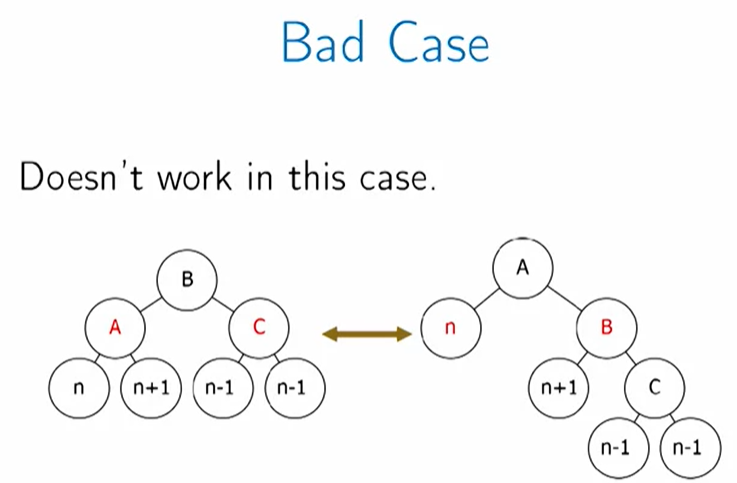 Bad Case
Doesn't work in this case.
B
A
C
n
n+1
n-1
n-1
A
n
B
n+1
C
n-1
n-1